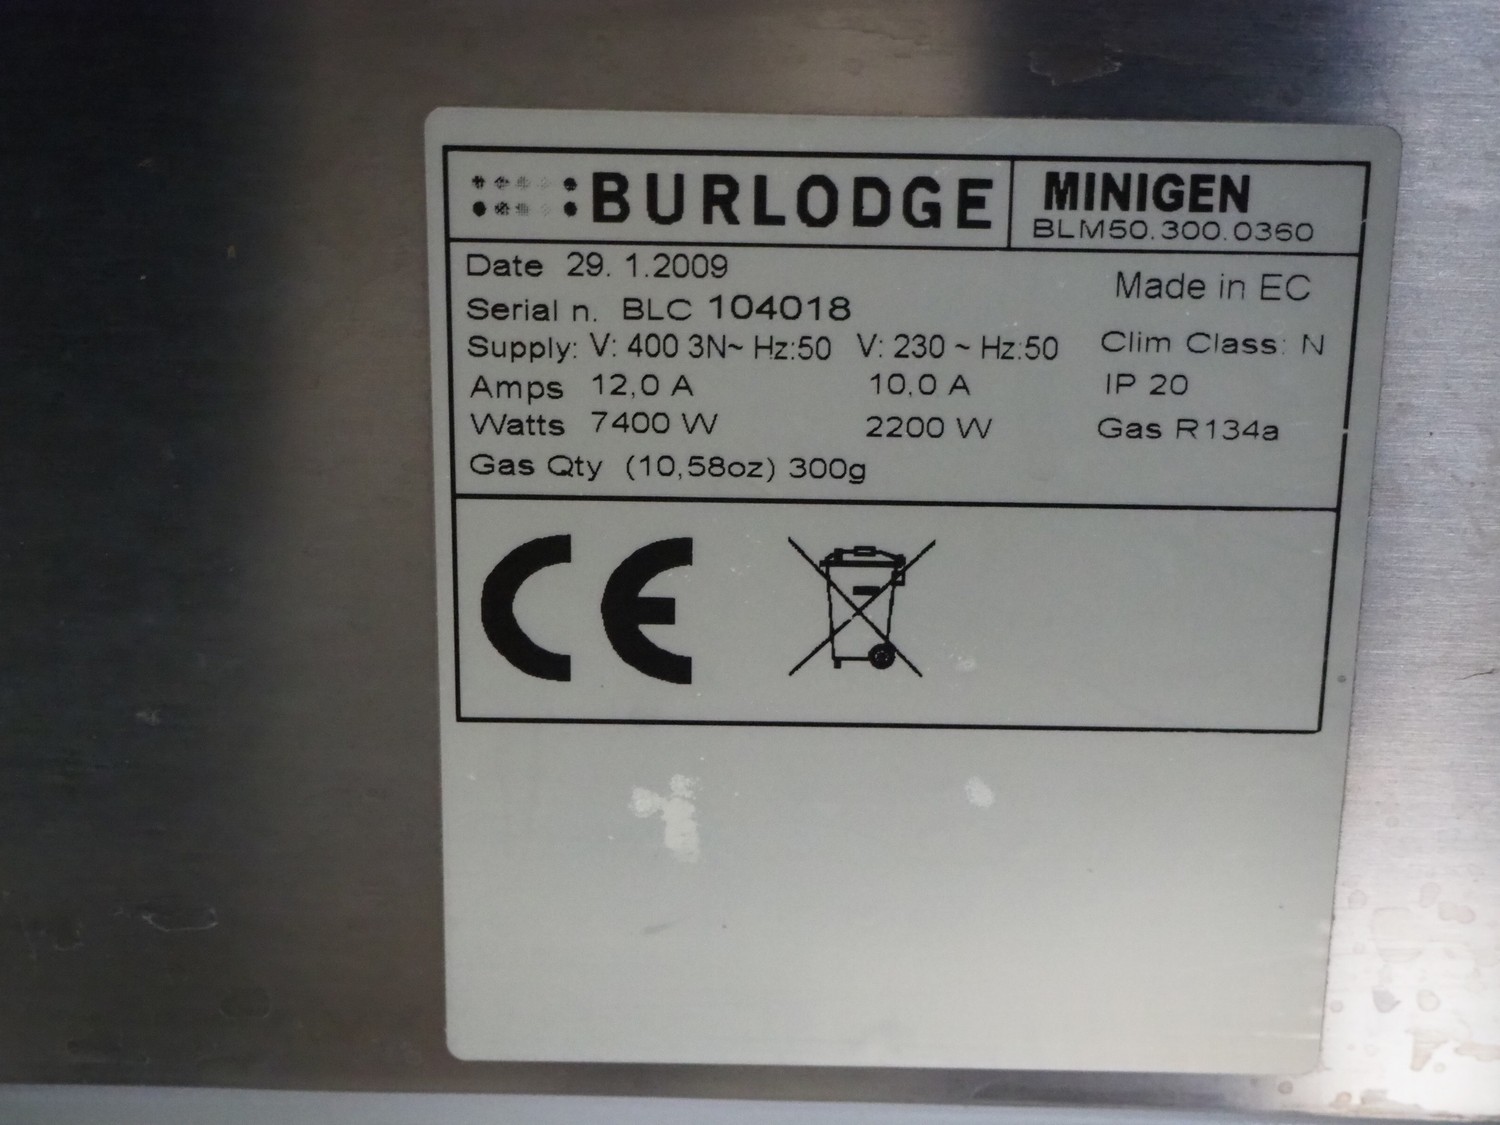 BURLODGE
MINIGEN
BLM50.300.0360
Date 29. 1.2009
Made in EC
Serial n. BLC 104018
Supply: V: 400 3N~ Hz:50 V: 230 ~ Hz:50 Clim Class: N
Amps 12,0 A 10,0 A IP 20
Watts 7400 W 2200 W Gas R134a
Gas Qty (10,58oz) 300g
CE